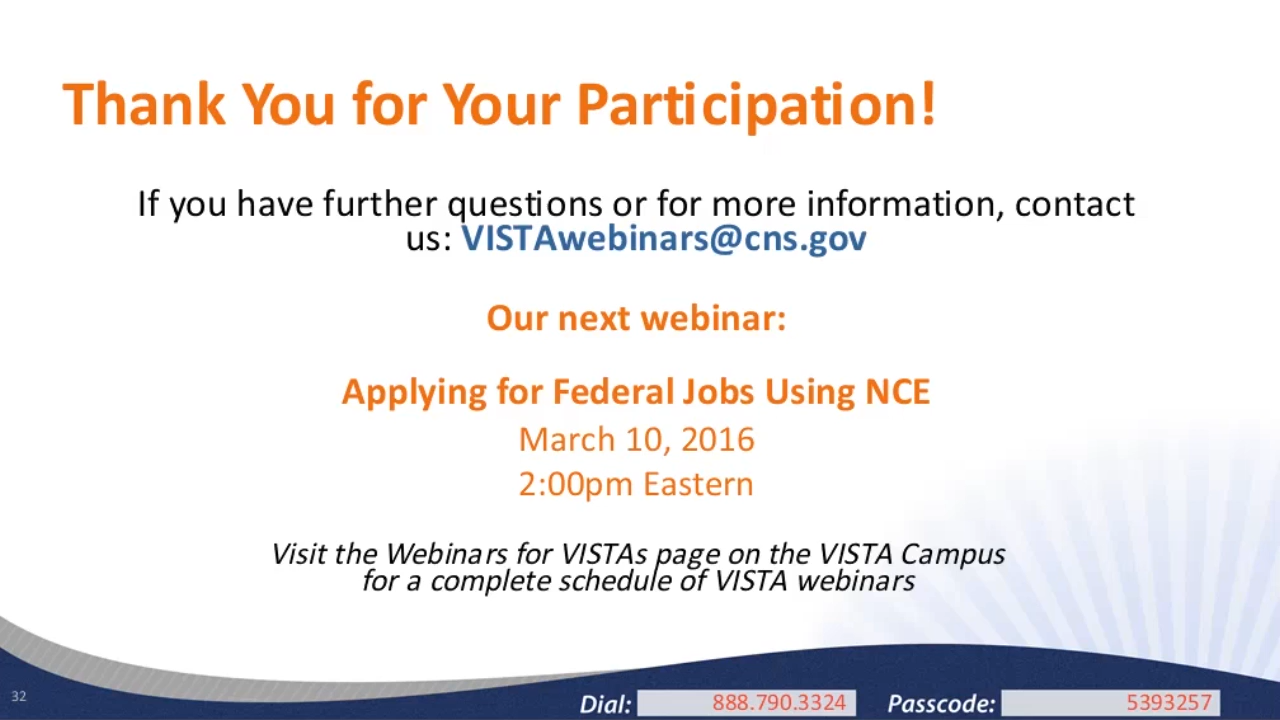 Thank You for Your Participation!
If you have further questions or for more information, contact
us: VISTAwebinars@cns.gov
Our next webinar:
Applying for Federal Jobs Using NCE
March 10, 2016
2:00pm Eastern
Visit the Webinars for VISTAs page on the VISTA Campus
for a complete schedule of VISTA webinars
32
Dial: 888.790.3324 Passcode: 5393257